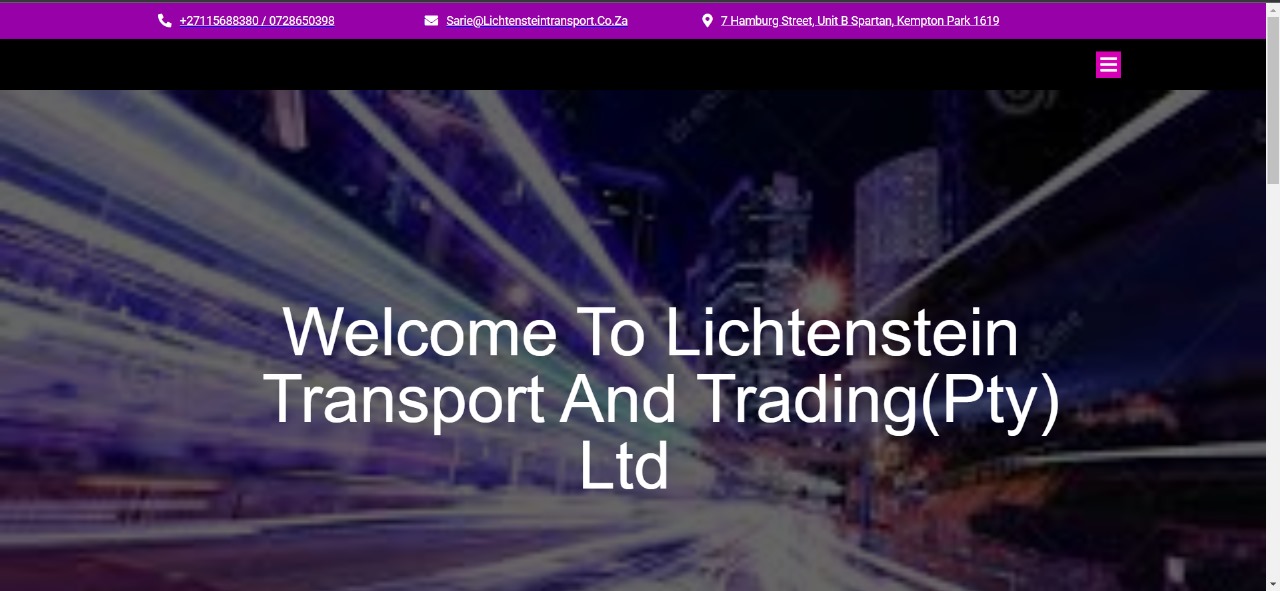 +27115688380 / 0728650398
Sarie@Lichtensteintransport.Co.Za
7 Hamburg Street, Unit B Spartan, Kempton Park 1619
Welcome To Lichtenstein
Transport And Trading(Pty)
Ltd